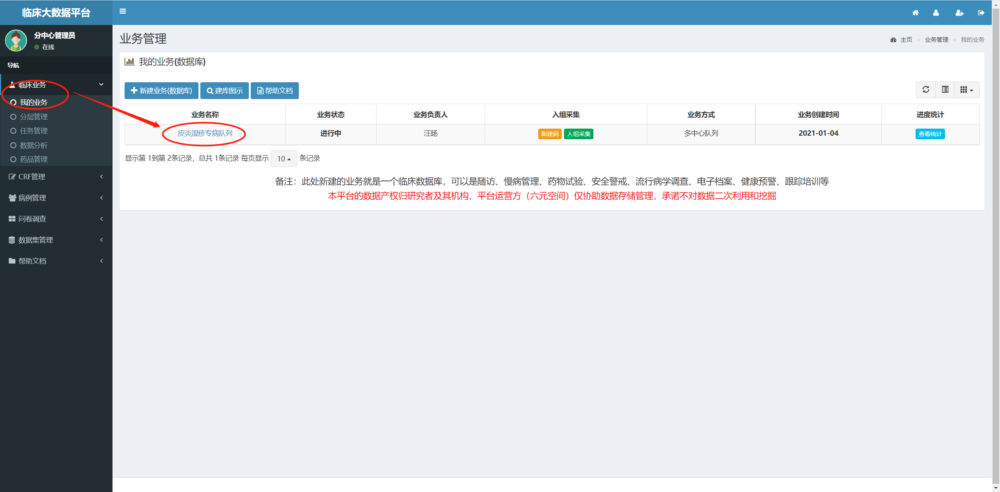 临床大数据平台
分中心管理员
在线
导航
临床业务
我的业务
分层管理
任务管理
数据分析
药品管理
CRF管理
病例管理
问卷调查
数据集管理
帮助文档
业务管理
主页 > 业务管理 > 我的业务
我的业务(数据库)
新建业务(数据库) 建库图示 帮助文档
业务名称 业务状态 业务负责人 入组采集 业务方式 业务创建时间 进度统计
皮炎湿疹专病队列 进行中 汪旸 新建码 入组采集 多中心队列 2021-01-04 查看统计
显示第 1到第 2条记录，总共 1条记录 每页显示 10 条记录
备注：此处新建的业务就是一个临床数据库，可以是随访、慢病管理、药物试验、安全警戒、流行病学调查、电子档案、健康预警、跟踪培训等
本平台的数据产权归研究者及其机构，平台运营方（六元空间）仅协助数据存储管理，承诺不对数据二次利用和挖掘